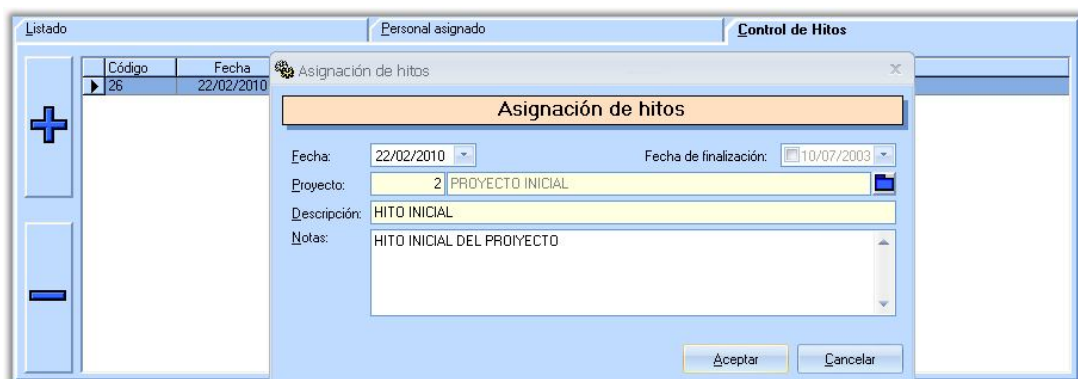 Listado Personal asignado Control de Hitos
Código Fecha
26 22/02/2010
Asignación de hitos
Asignación de hitos
Fecha: 22/02/2010 Fecha de finalización: 10/07/2003
Proyecto: 2 PROYECTO INICIAL
Descripción: HITO INICIAL
Notas: HITO INICIAL DEL PROIYECTO
Aceptar Cancelar